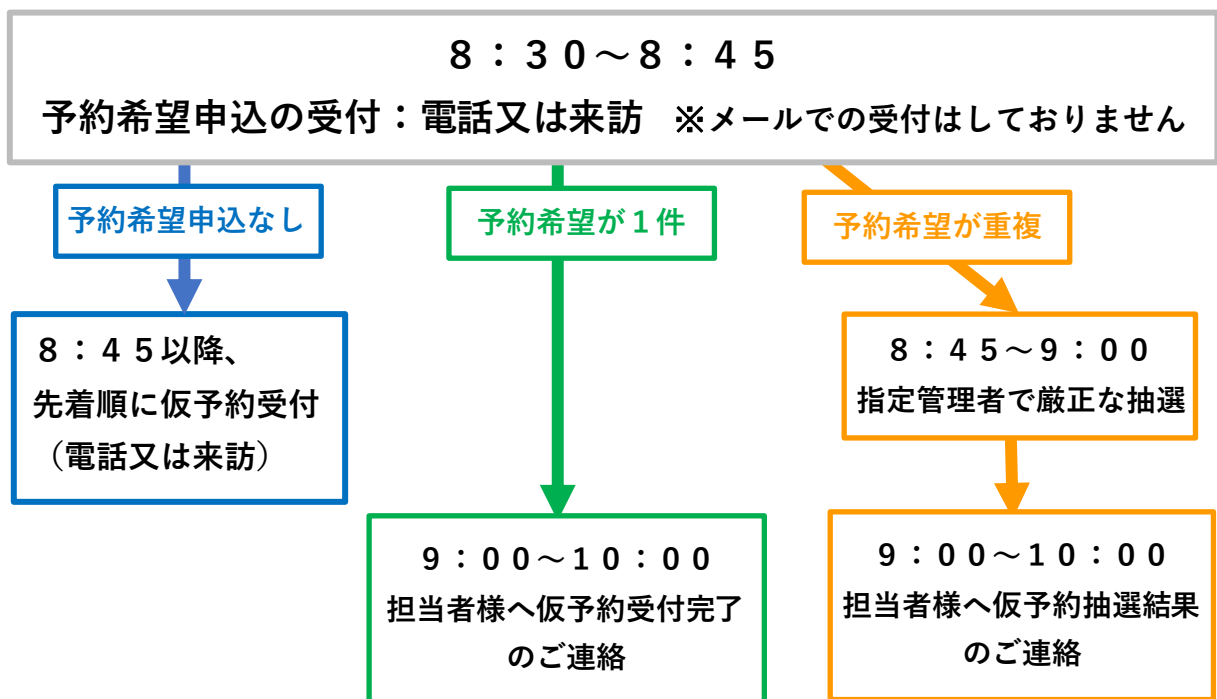 ８：３０～８：４５
予約希望申込の受付：電話又は来訪　※メールでの受付はしておりません
予約希望申込なし
予約希望が１件
予約希望が重複
８：４５以降、
先着順に仮予約受付
（電話又は来訪）
８：４５～９：００
指定管理者で厳正な抽選
９：００～１０：００
担当者様へ仮予約受付完了
のご連絡
９：００～１０：００
担当者様へ仮予約抽選結果
のご連絡